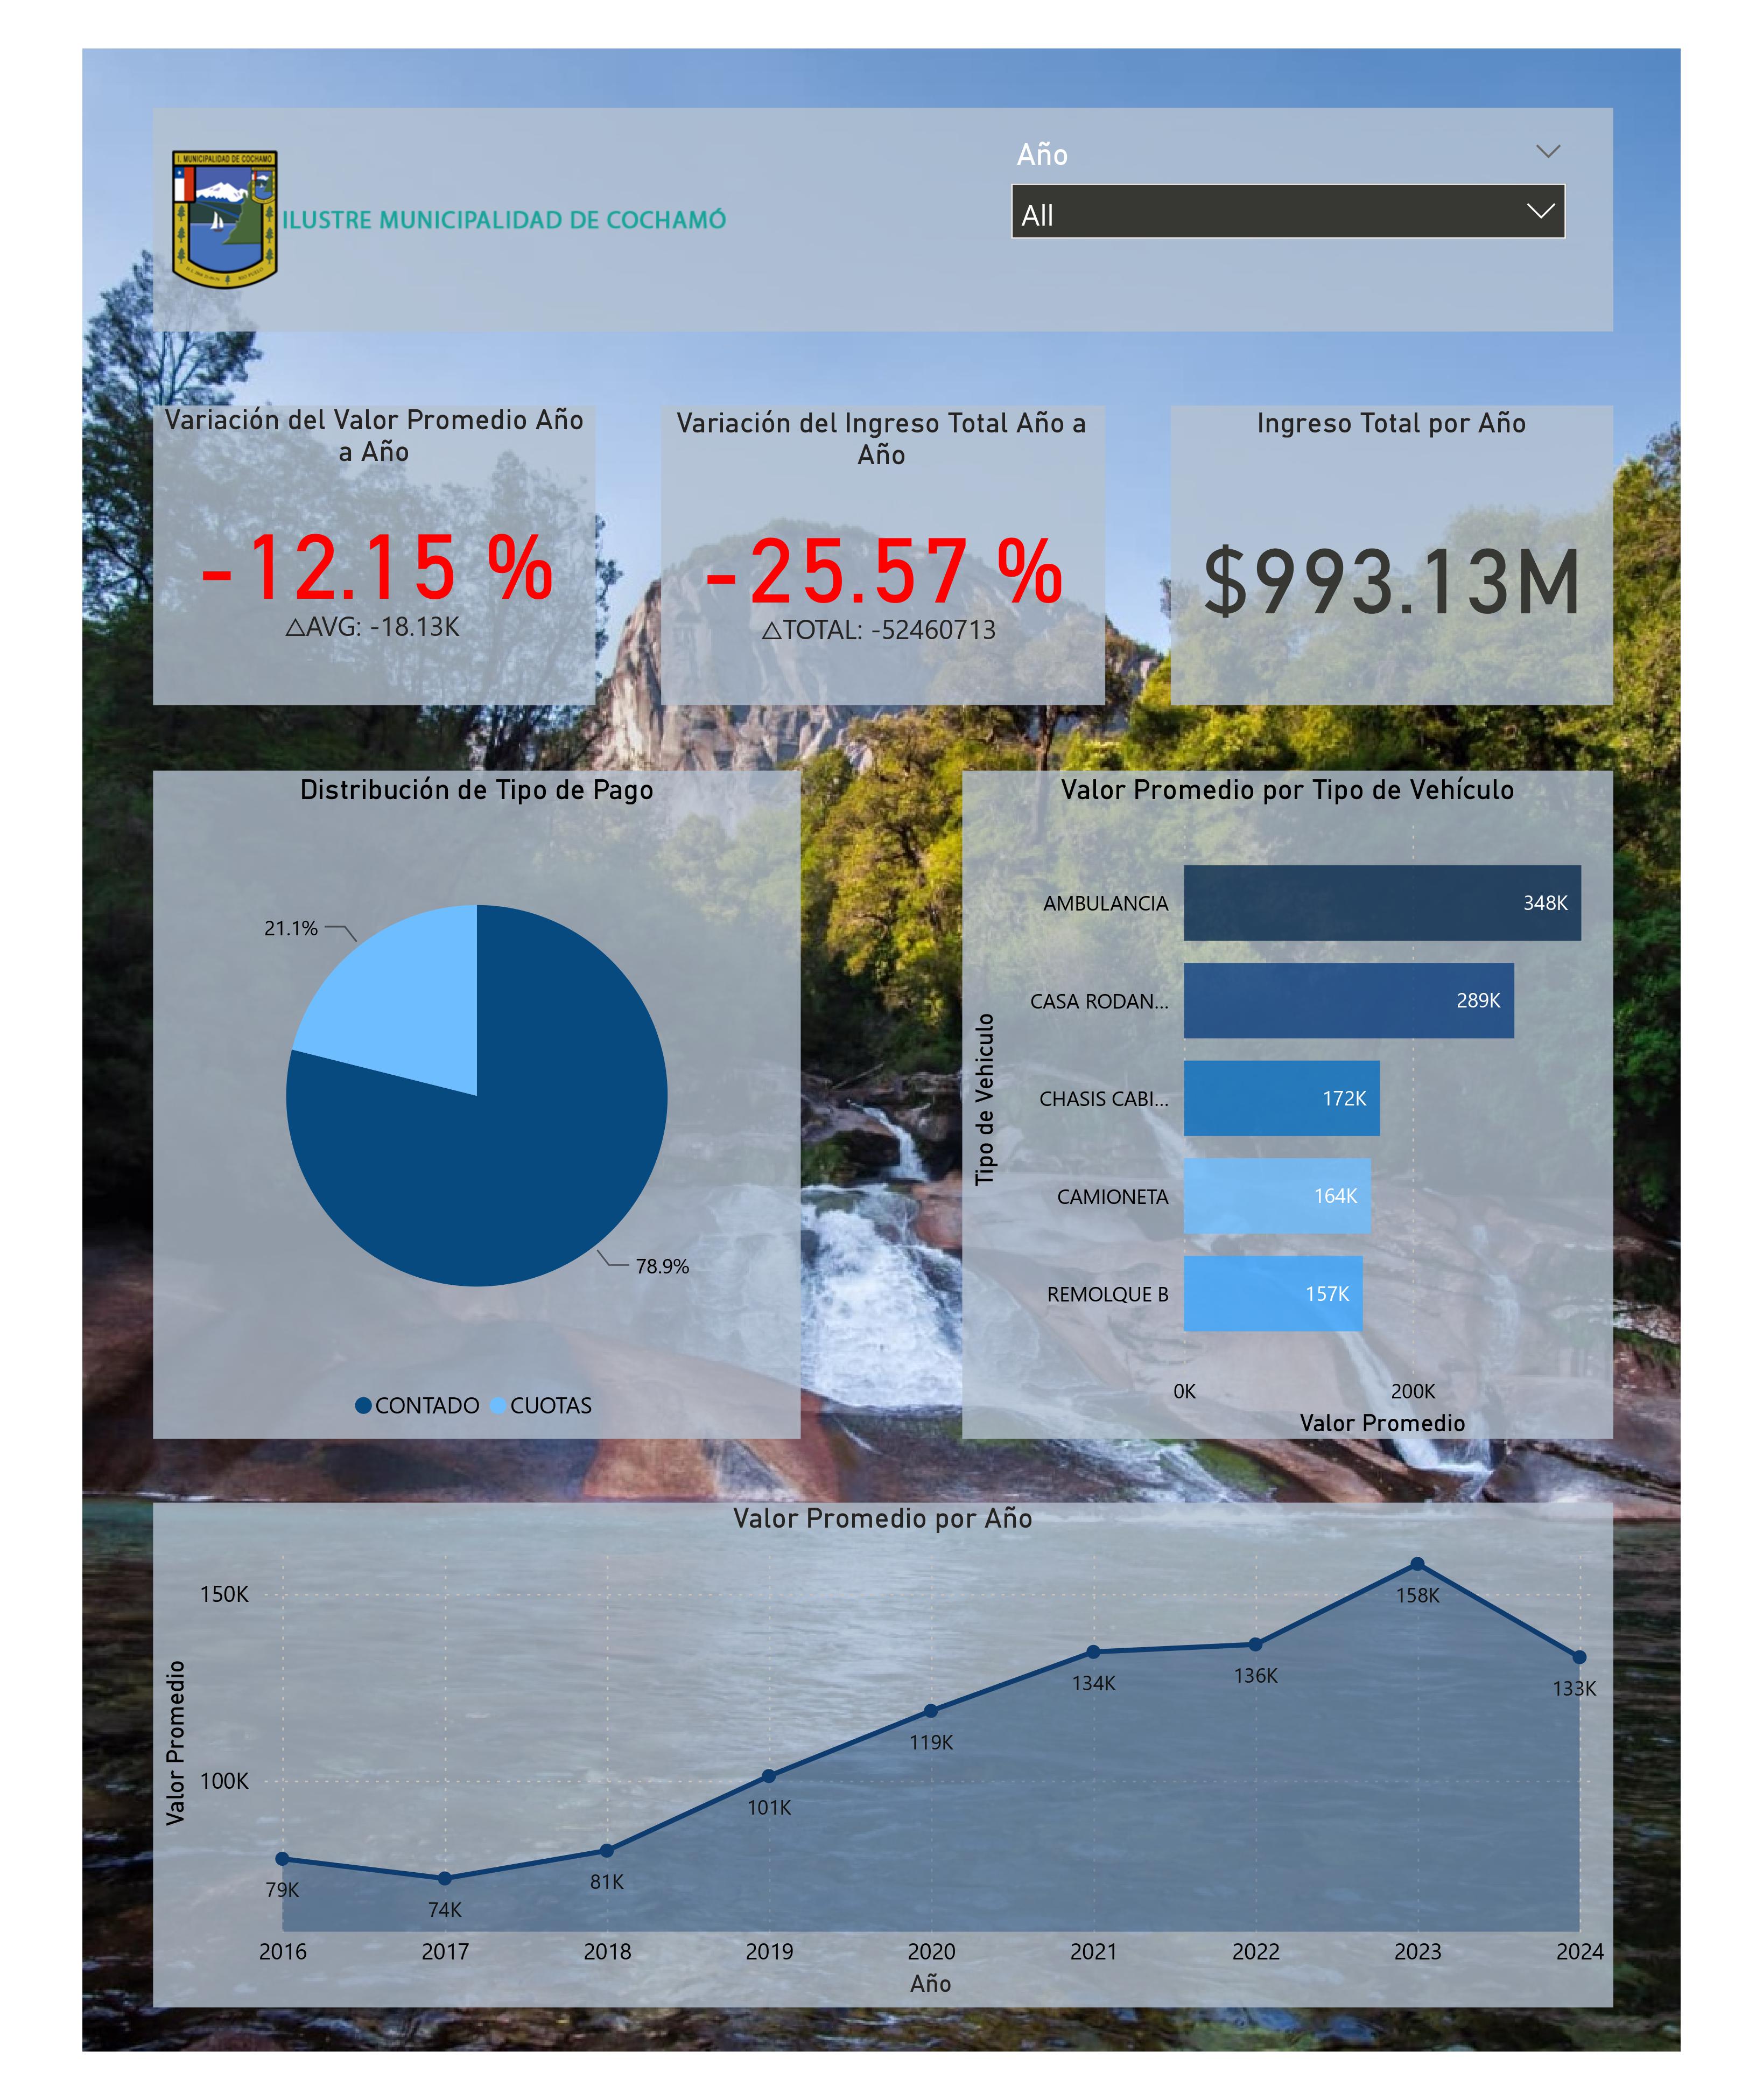 I. MUNICIPALIDAD DE COCHAMO
ILUSTRE MUNICIPALIDAD DE COCHAMÓ
Año
All
Variación del Valor Promedio Año
a Año
-12.15 %
△AVG: -18.13K
Variación del Ingreso Total Año a
Año
-25.57 %
△TOTAL: -52460713
Ingreso Total por Año
$993.13M
Distribución de Tipo de Pago
21.1%
78.9%
CONTADO CUOTAS
Valor Promedio por Tipo de Vehículo
Tipo de Vehiculo
AMBULANCIA 348K
CASA RODAN... 289K
CHASIS CABI... 172K
CAMIONETA 164K
REMOLQUE B 157K
0K 200K
Valor Promedio
Valor Promedio por Año
Valor Promedio
150K
100K
79K 74K 81K 101K 119K 134K 136K 158K 133K
2016 2017 2018 2019 2020 2021 2022 2023 2024
Año